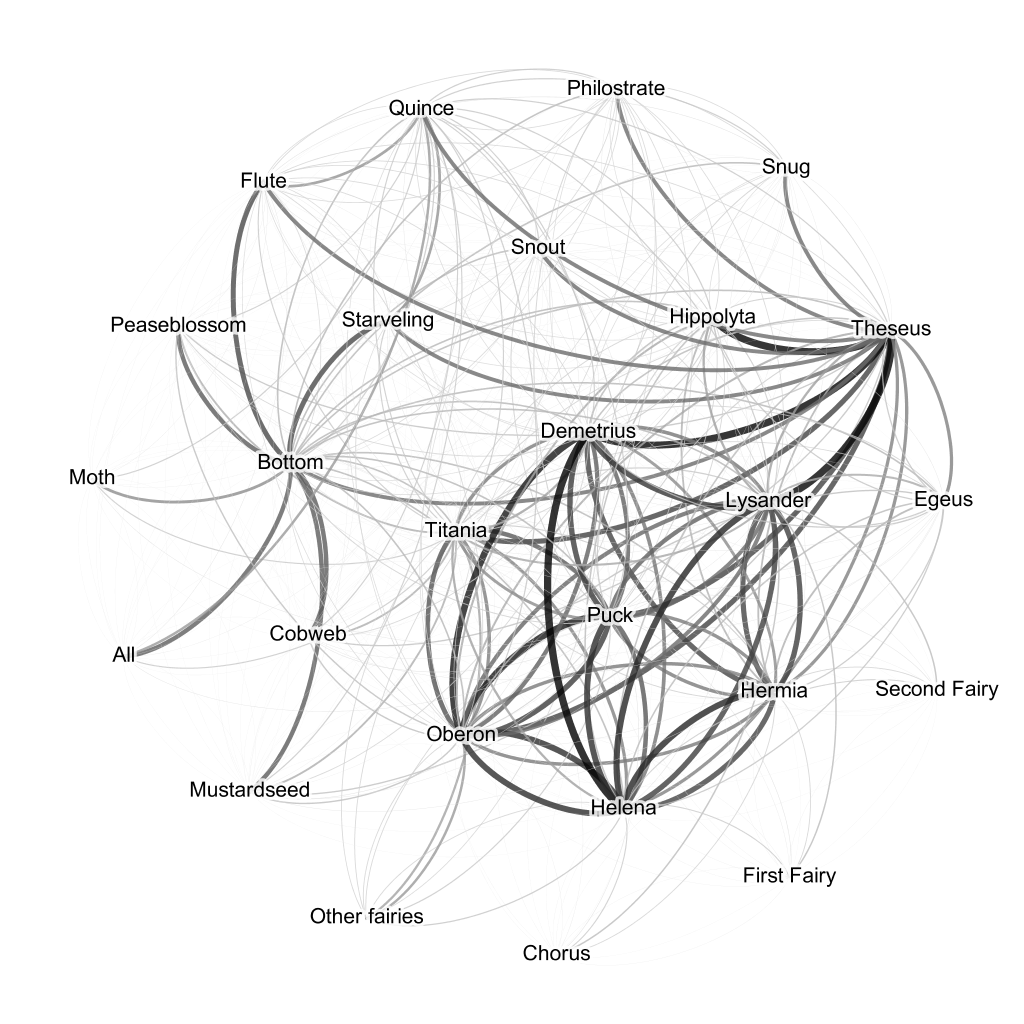 Philostrate
Quince
Snug
Flute
Snout
Hippolyta
Starveling
Peaseblossom
Theseus
Demetrius
Bottom
Moth
Lysander
Egeus
Titania
Puck
Cobweb
All
Hermia
Second Fairy
Oberon
Mustardseed
Helena
First Fairy
Other fairies
Chorus